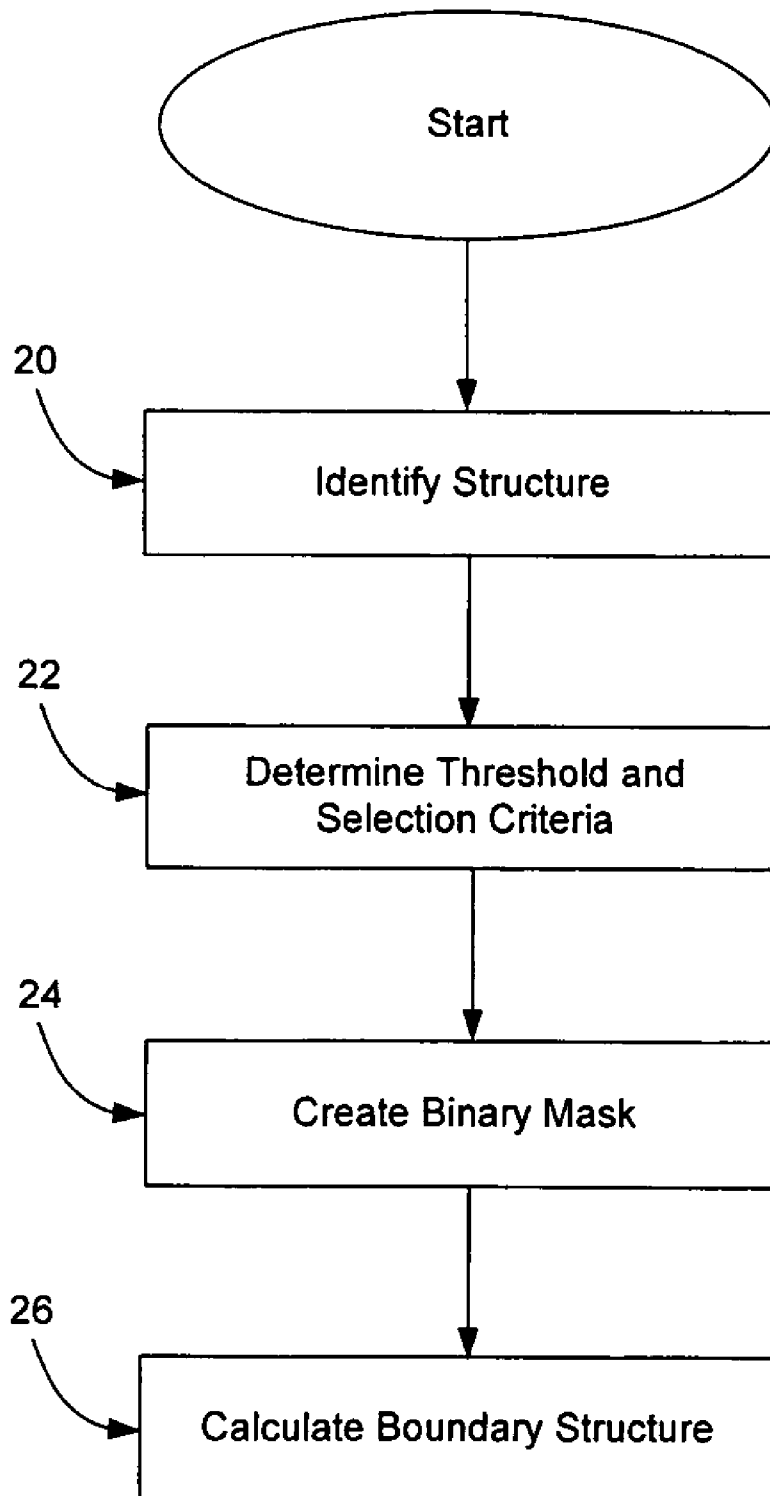 Start
20
Identify Structure
22
Determine Threshold and
Selection Criteria
24
Create Binary Mask
26
Calculate Boundary Structure